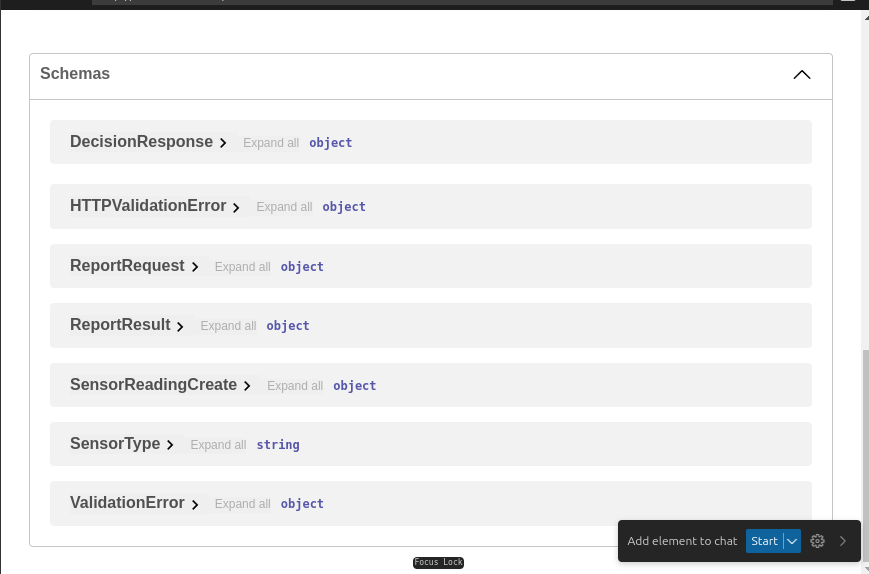 Schemas
DecisionResponse Expand all object
HTTPValidationError Expand all object
ReportRequest Expand all object
ReportResult Expand all object
SensorReadingCreate Expand all object
SensorType Expand all string
ValidationError Expand all object
Add element to chat Start
Focus Lock